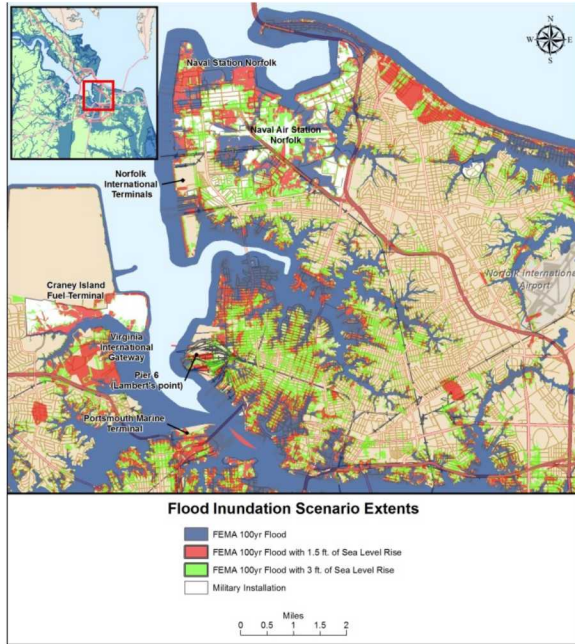 N
W
E
S
Naval Station Norfolk
Naval Air Station
Norfolk
Norfolk
International
Terminals
Norfolk International
Airport
Craney Island
Fuel Terminal
Virginia
International
Gateway
Pier 6
(Lambert's point)
Portsmouth Marine
Terminal
Flood Inundation Scenario Extents
FEMA 100yr Flood
FEMA 100yr Flood with 1.5 ft. of Sea Level Rise
FEMA 100yr Flood with 3 ft. of Sea Level Rise
Military Installation
Miles
0 0.5 1 1.5 2